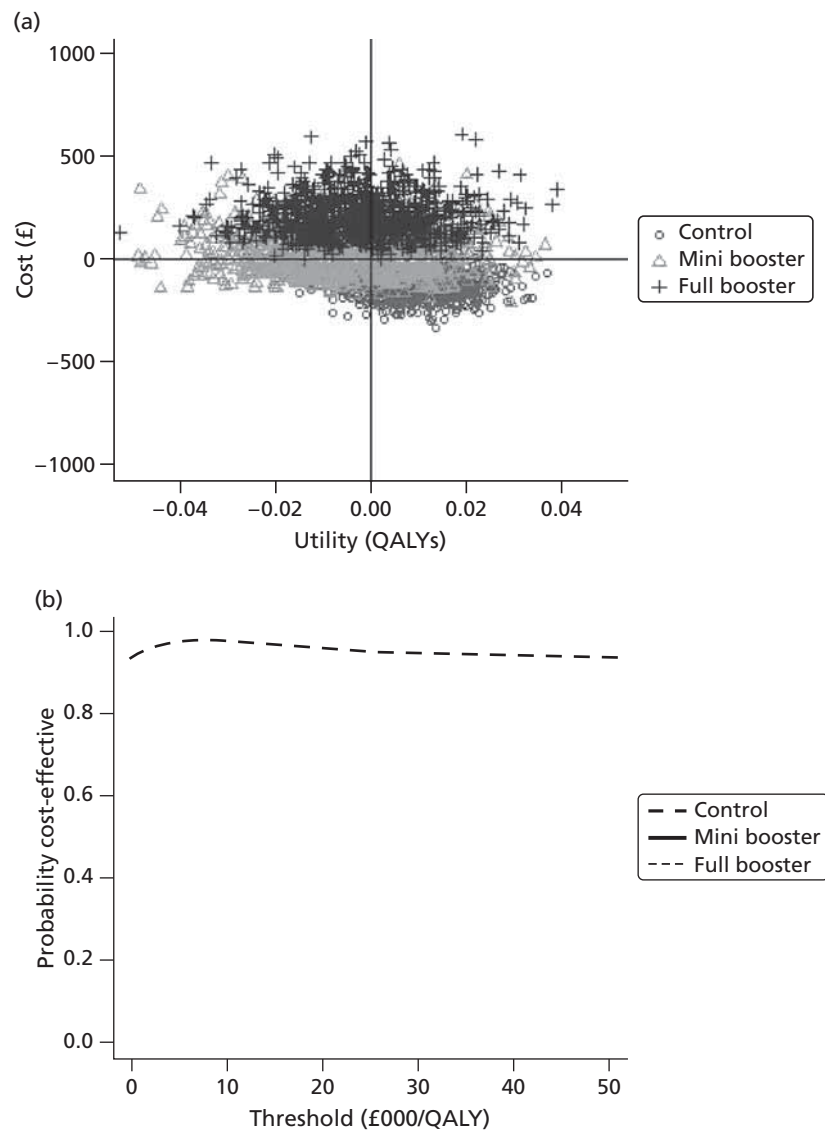 (a)
1000
500
0
−500
−1000
Cost (£)
−0.04 −0.02 0.00 0.02 0.04
Utility (QALYs)
Control
Mini booster
Full booster
(b)
1.0
0.8
0.6
0.4
0.2
0.0
Probability cost-effective
0 10 20 30 40 50
Threshold (£000/QALY)
Control
Mini booster
Full booster